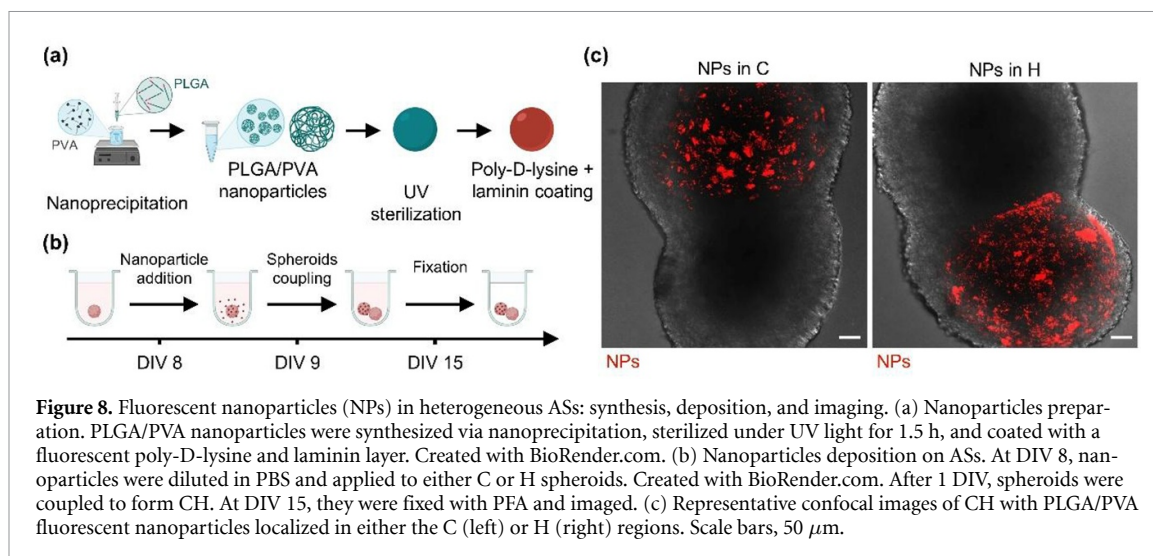 (a)
PLGA
PVA
Nanoprecipitation
PLGA/PVA
nanoparticles
UV
sterilization
Poly-D-lysine +
laminin coating
(b)
Nanoparticle
addition
Spheroids
coupling
Fixation
DIV 8
DIV 9
DIV 15
(c)
NPs in C
NPs in H
NPs
NPs
Figure 8. Fluorescent nanoparticles (NPs) in heterogeneous ASs: synthesis, deposition, and imaging. (a) Nanoparticles prepar-
ation. PLGA/PVA nanoparticles were synthesized via nanoprecipitation, sterilized under UV light for 1.5 h, and coated with a
fluorescent poly-D-lysine and laminin layer. Created with BioRender.com. (b) Nanoparticles deposition on ASs. At DIV 8, nan-
oparticles were diluted in PBS and applied to either C or H spheroids. Created with BioRender.com. After 1 DIV, spheroids were
coupled to form CH. At DIV 15, they were fixed with PFA and imaged. (c) Representative confocal images of CH with PLGA/PVA
fluorescent nanoparticles localized in either the C (left) or H (right) regions. Scale bars, 50 μm.